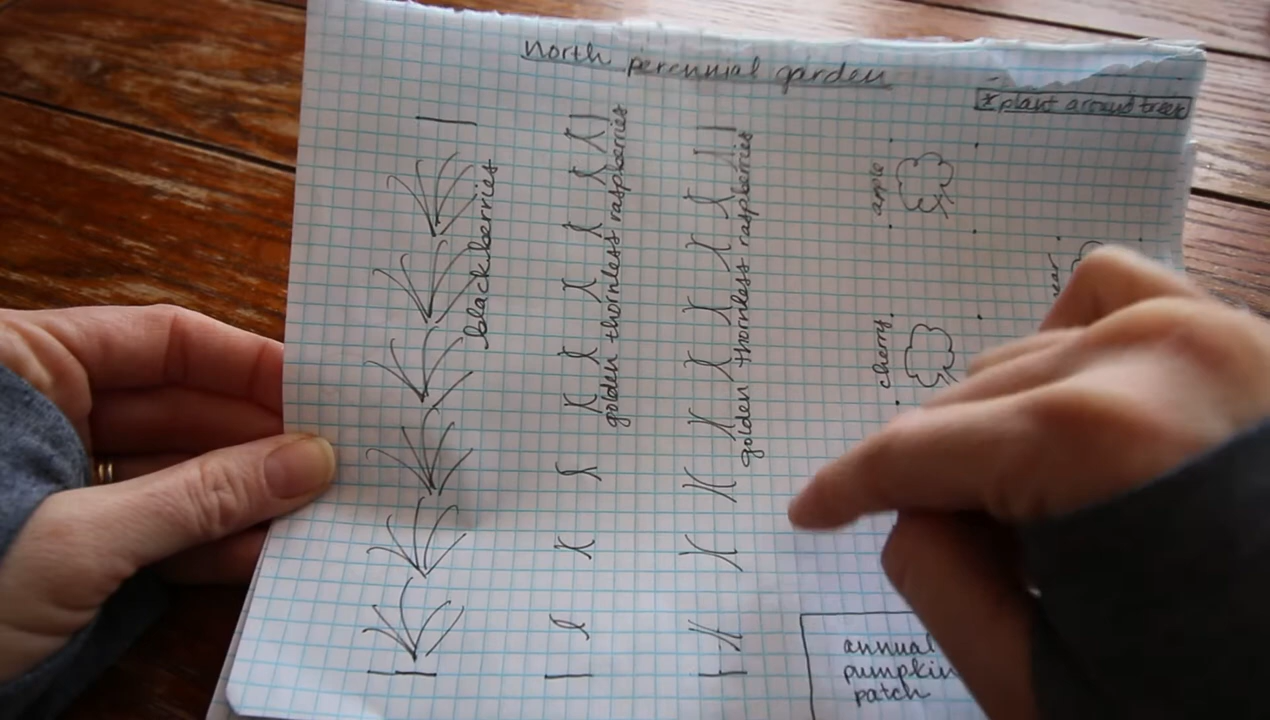 north perennial garden
* plant around trees
blackberries
golden thornless raspberries
golden thornless raspberries
apple
cherry
annual
pumpkin
patch